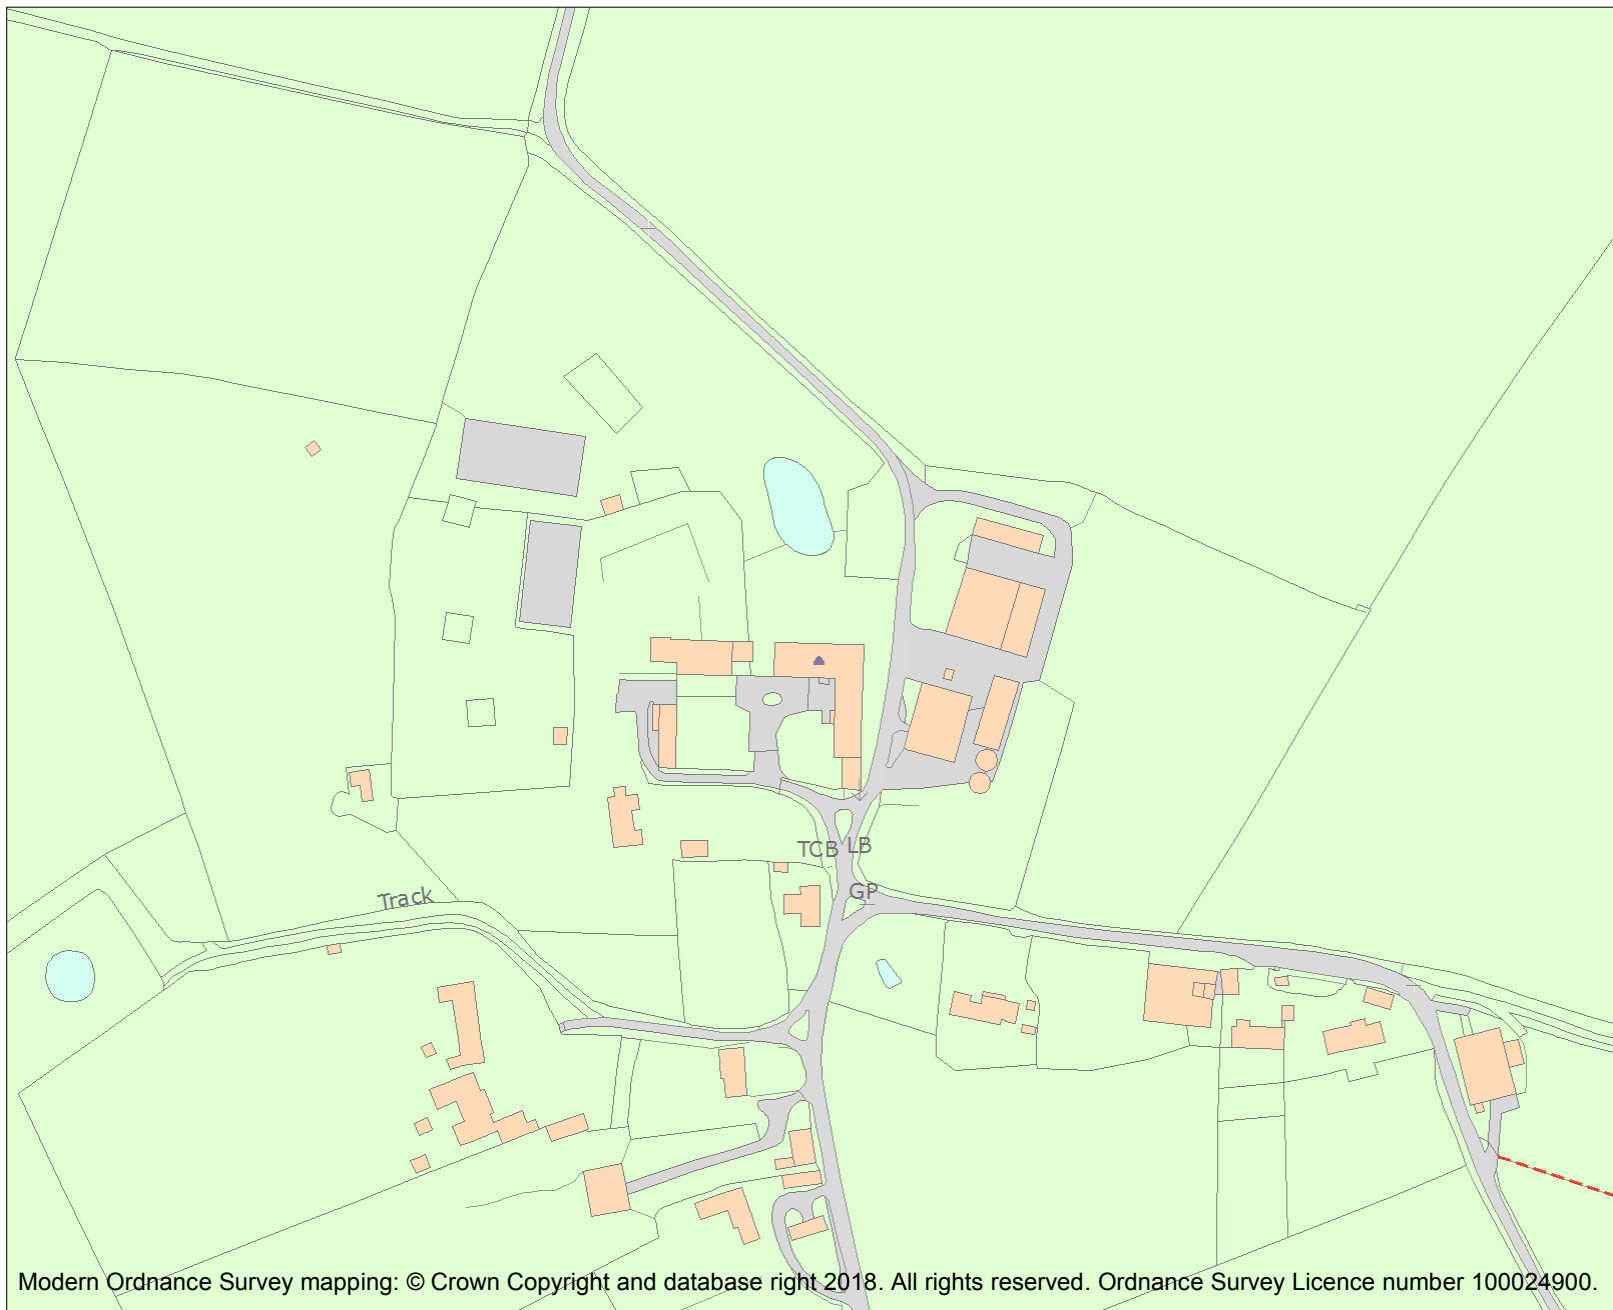 TCB LB
GP
Track
Modern Ordnance Survey mapping: © Crown Copyright and database right 2018. All rights reserved. Ordnance Survey Licence number 100024900.